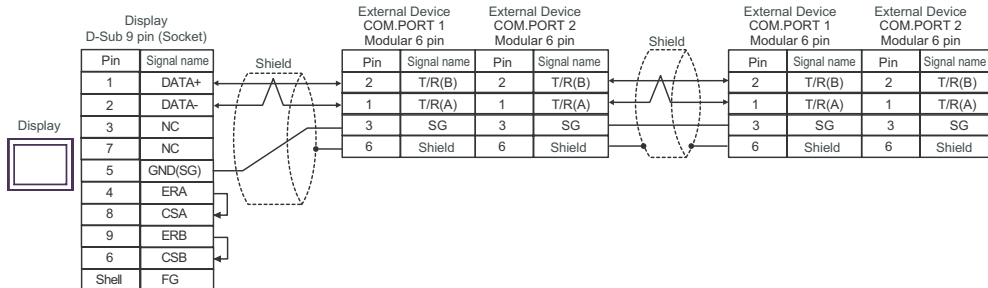 Display
D-Sub 9 pin (Socket)
Pin Signal name
1 DATA+
2 DATA-
3 NC
7 NC
5 GND(SG)
4 ERA
8 CSA
9 ERB
6 CSB
Shell FG
Display
Shield
External Device
COM.PORT 1
Modular 6 pin
Pin Signal name
2 T/R(B)
1 T/R(A)
3 SG
6 Shield
External Device
COM.PORT 2
Modular 6 pin
Pin Signal name
2 T/R(B)
1 T/R(A)
3 SG
6 Shield
Shield
External Device
COM.PORT 1
Modular 6 pin
Pin Signal name
2 T/R(B)
1 T/R(A)
3 SG
6 Shield
External Device
COM.PORT 2
Modular 6 pin
Pin Signal name
2 T/R(B)
1 T/R(A)
3 SG
6 Shield